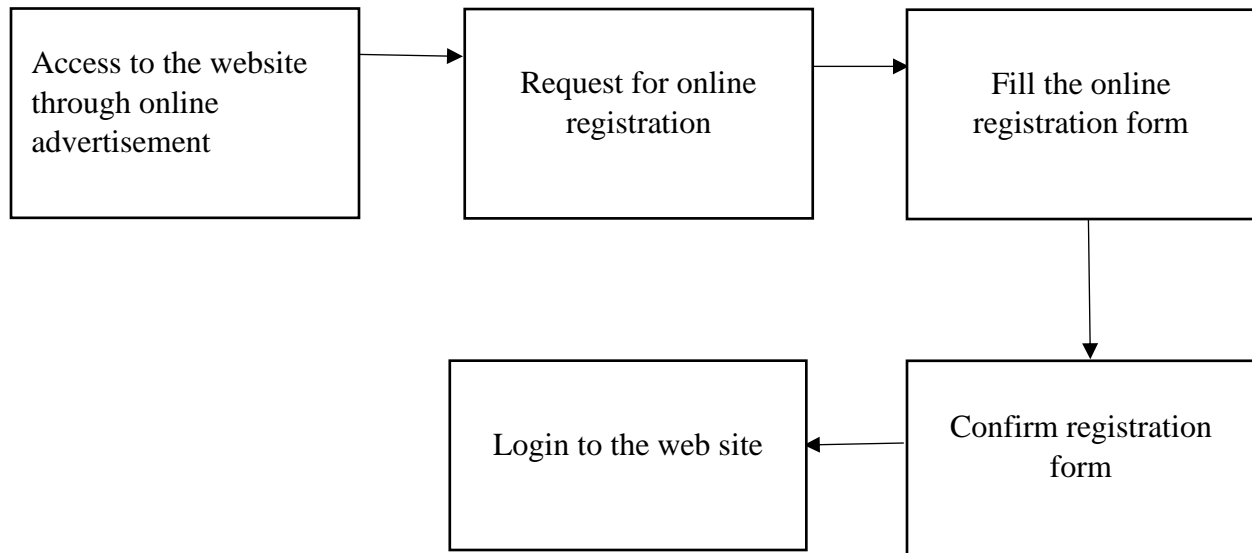 Access to the website
through online
advertisement
Request for online
registration
Fill the online
registration form
Confirm registration
form
Login to the web site